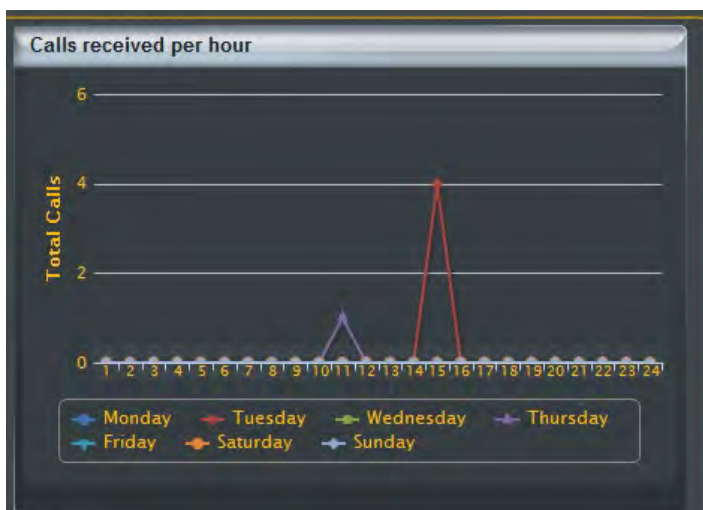 Calls received per hour
6
4
2
0
Total Calls
1 2 3 4 5 6 7 8 9 10 11 12 13 14 15 16 17 18 19 20 21 22 23 24
Monday Tuesday Wednesday Thursday
Friday Saturday Sunday